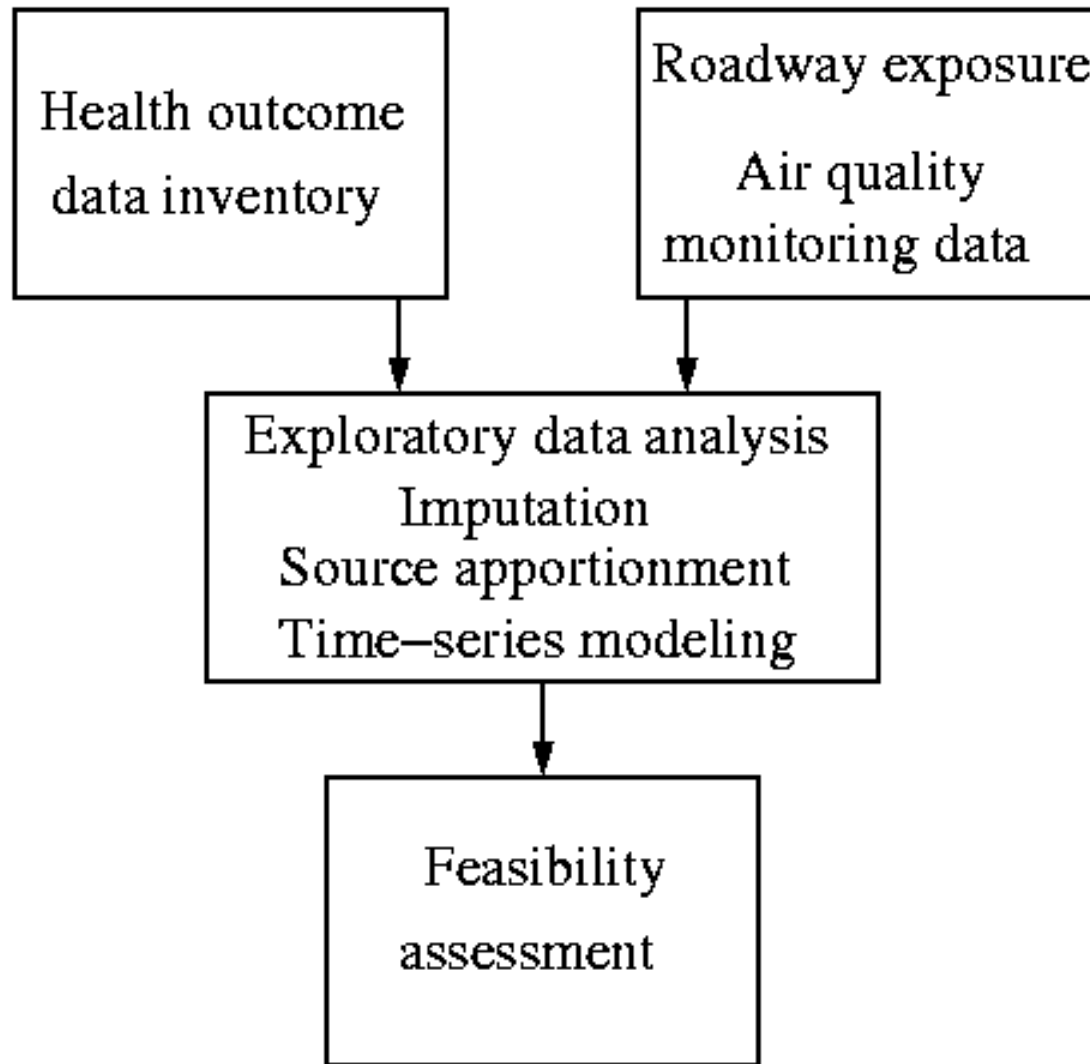 Health outcome
data inventory
Roadway exposure
Air quality
monitoring data
Exploratory data analysis
Imputation
Source apportionment
Time–series modeling
Feasibility
assessment